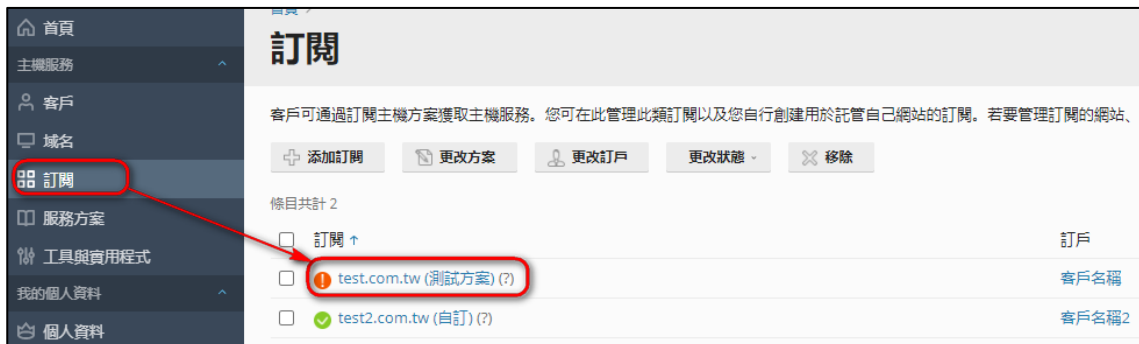 首頁
主機服務
客戶
域名
訂閱
服務方案
工具與實用程式
我的個人資料
個人資料
首頁 >
訂閱
客戶可通過訂閱主機方案獲取主機服務。您可在此管理此類訂閱以及您自行創建用於託管自己網站的訂閱。若要管理訂閱的網站、
添加訂閱 更改方案 更改訂戶 更改狀態 移除
條目共計 2
訂閱 ↑ 訂戶
test.com.tw (測試方案) (?) 客戶名稱
test2.com.tw (自訂) (?) 客戶名稱2